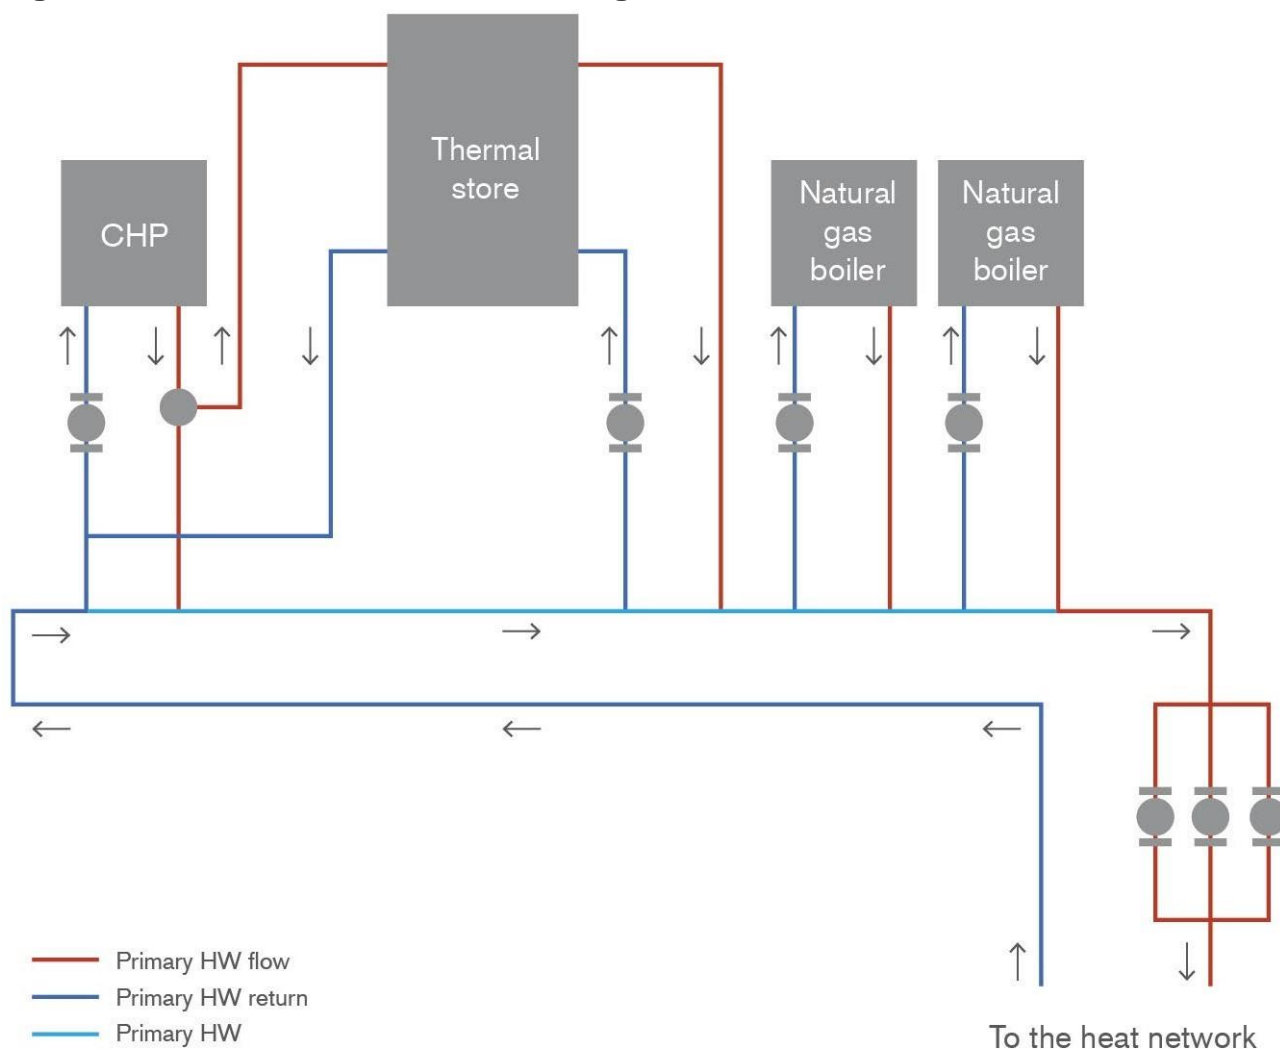 Thermal
store
CHP
Natural
gas
boiler
Natural
gas
boiler
Primary HW flow
Primary HW return
Primary HW
To the heat network